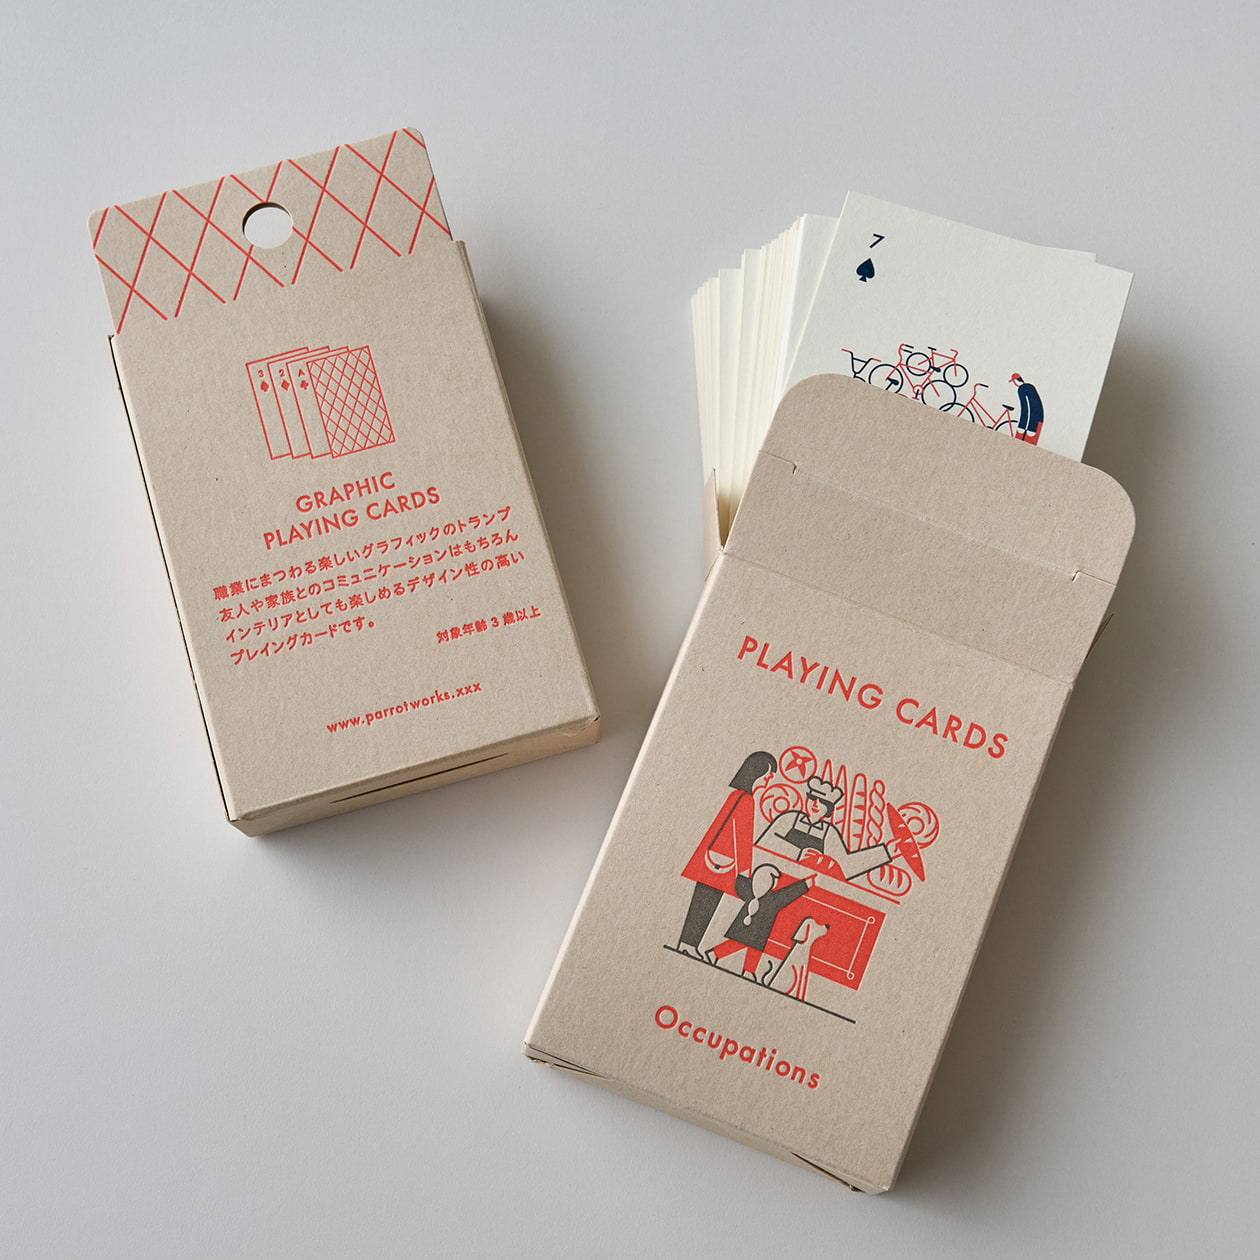 3 2 A
GRAPHIC
PLAYING CARDS
職業にまつわる楽しいグラフィックのトランプ
友人や家族とのコミュニケーションはもちろん
インテリアとしても楽しめるデザイン性の高い
プレイングカードです。
対象年齢 3 歳以上
www.parrotworks.xxx
7
PLAYING CARDS
Occupations